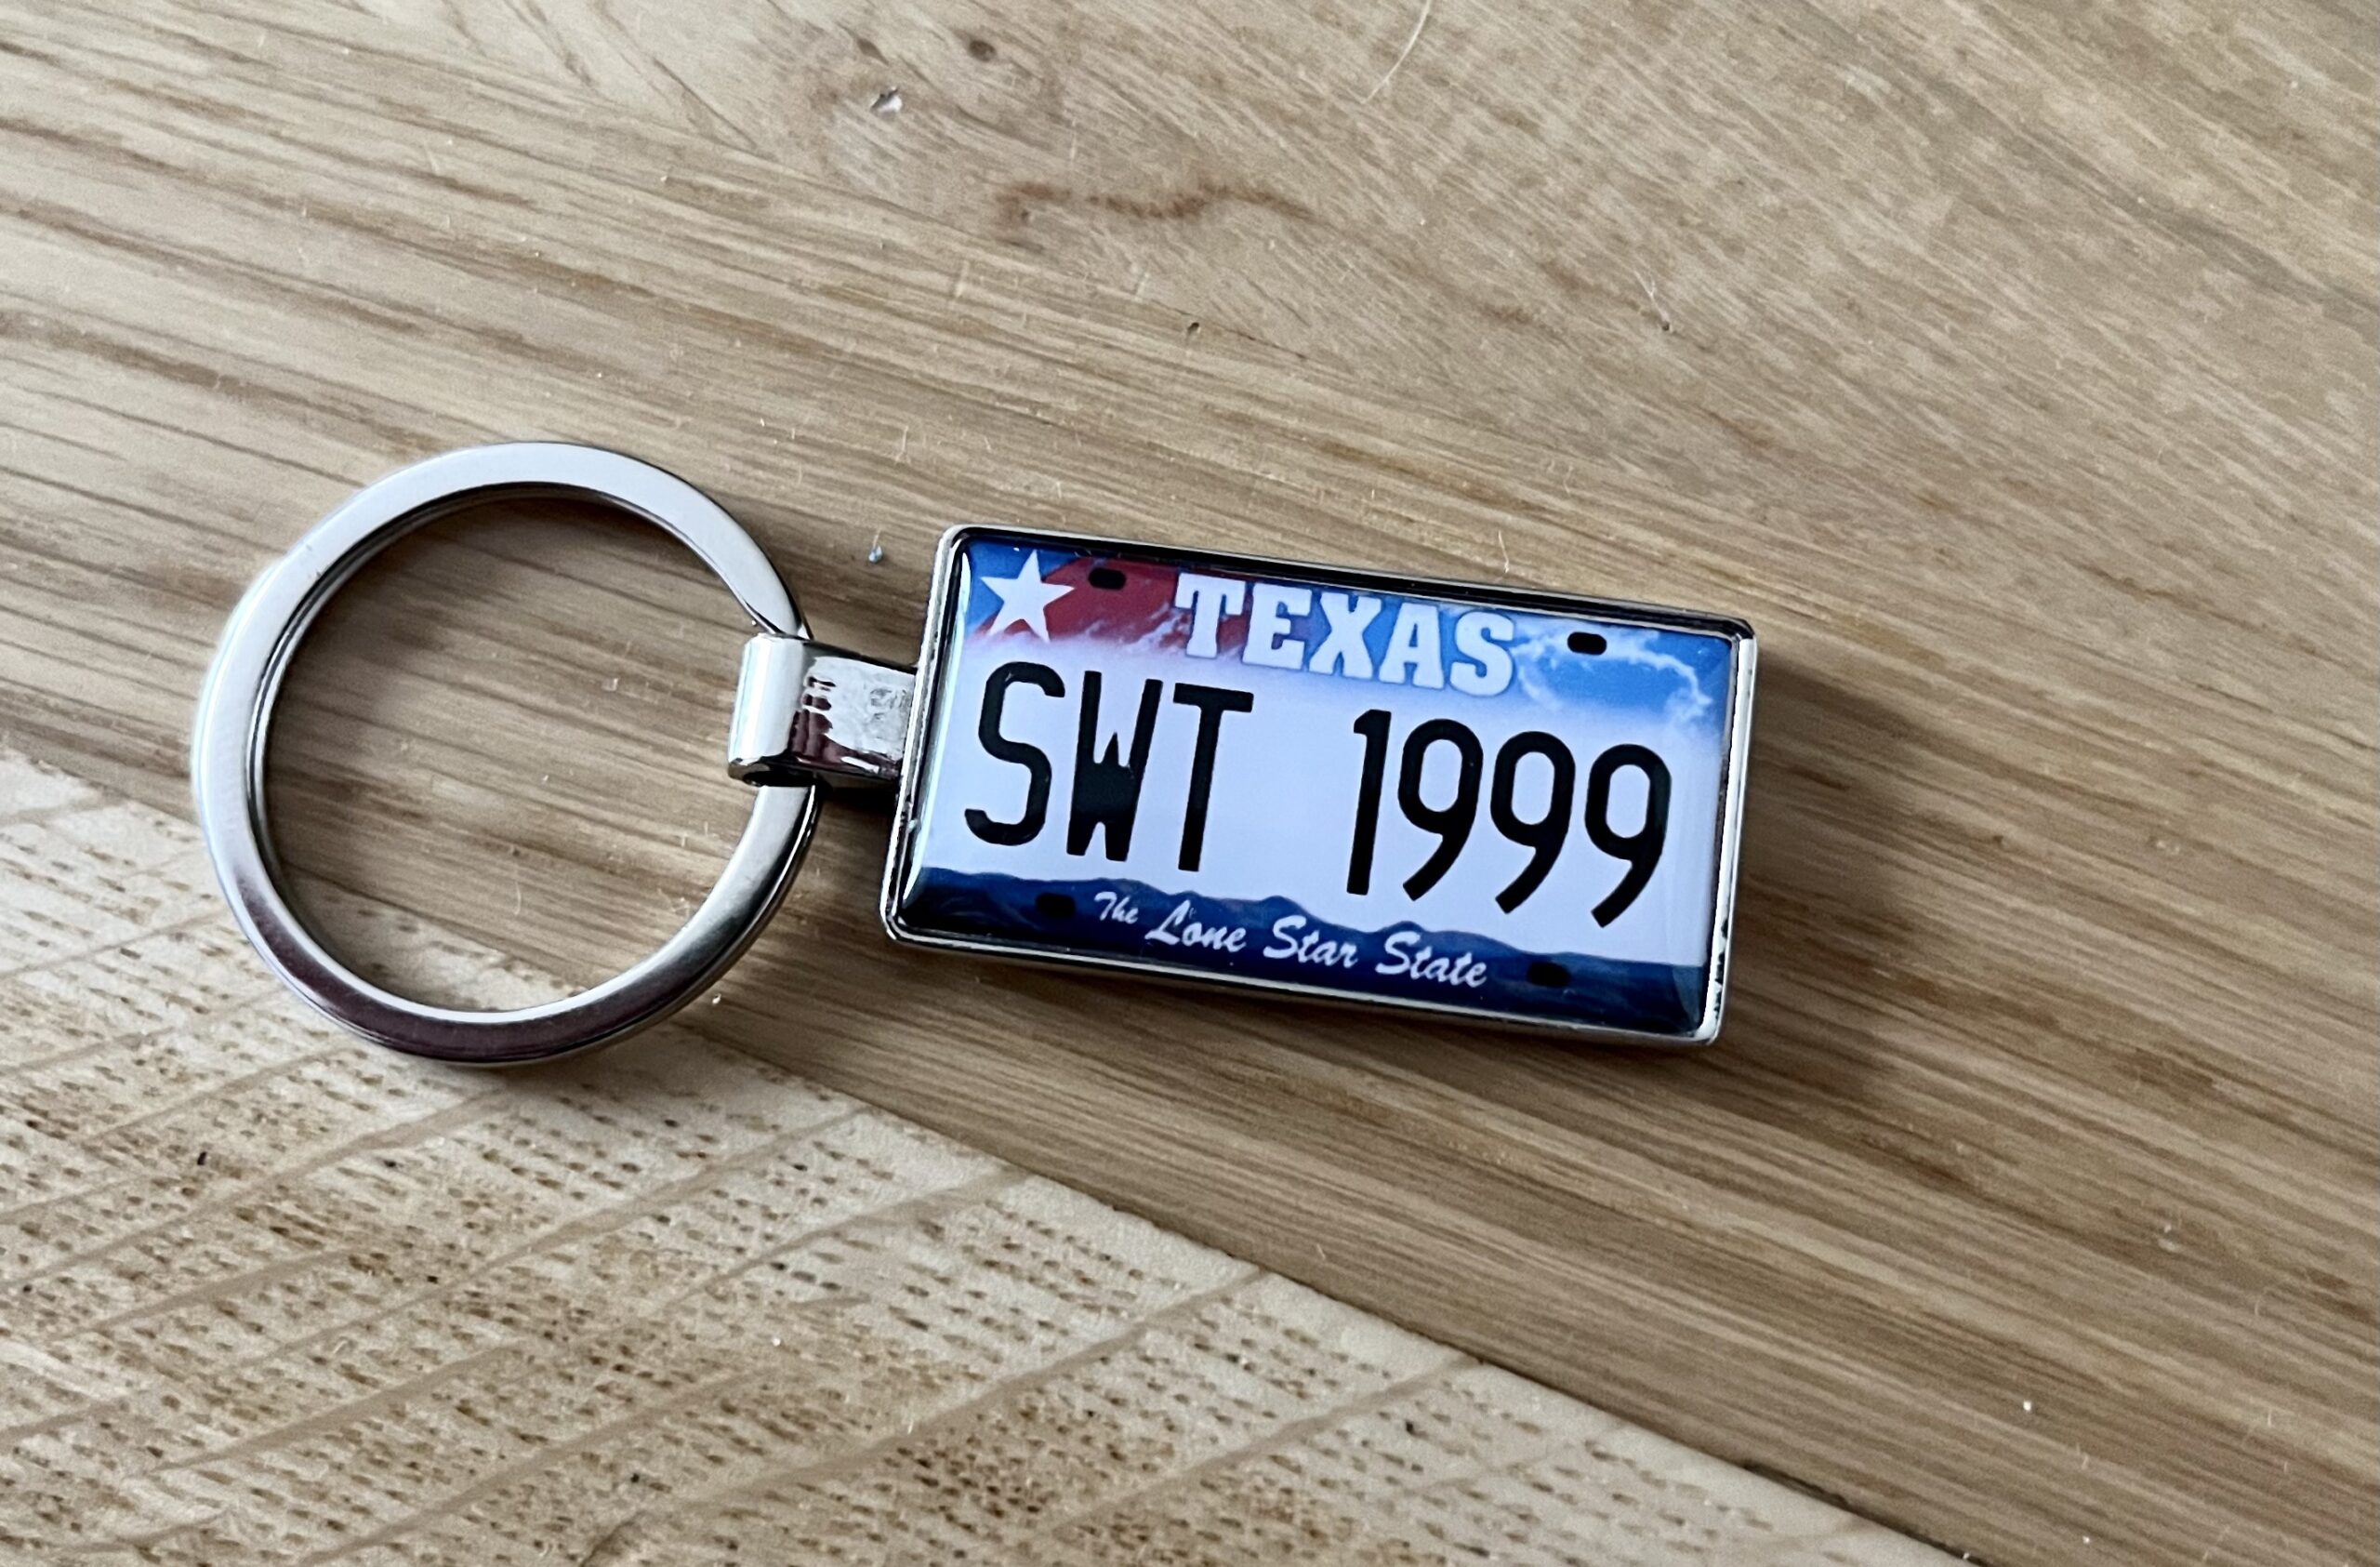 TEXAS
SWT 1999
The Lone Star State